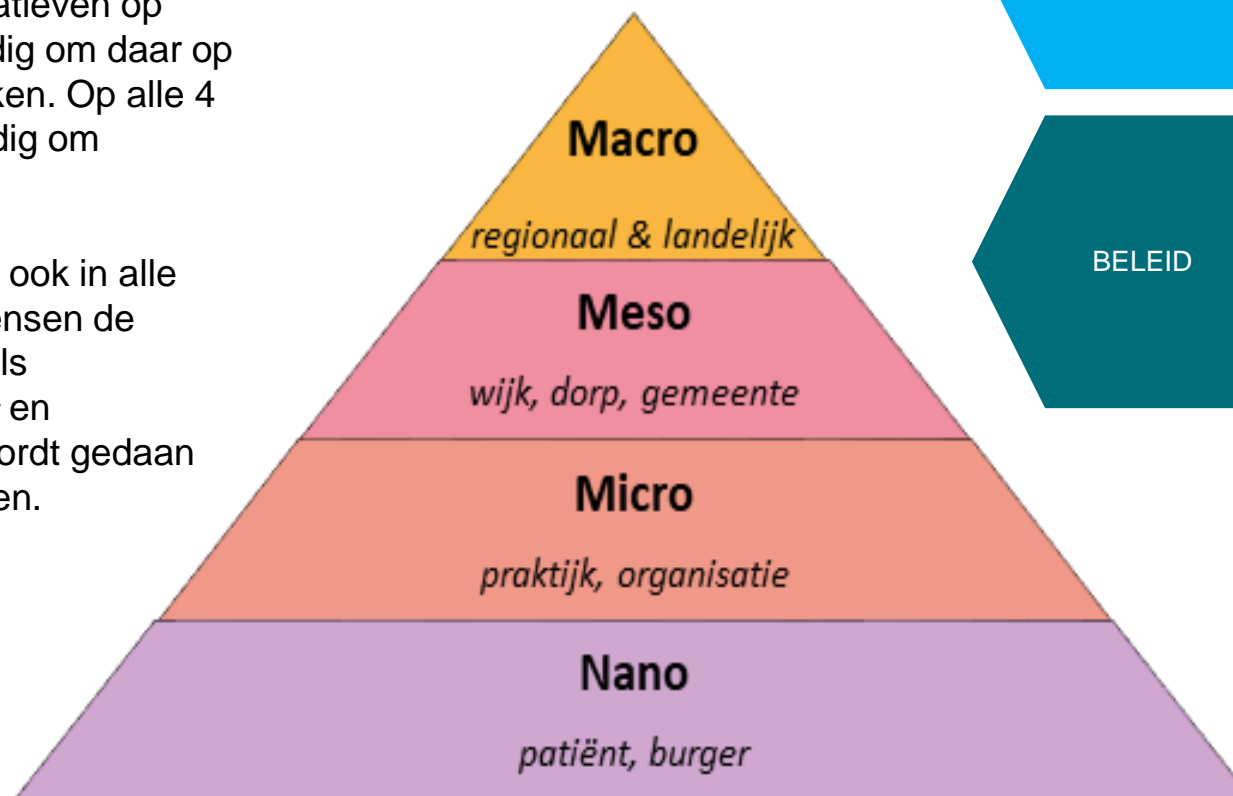 atieven op
dig om daar op
ken. Op alle 4
dig om
ook in alle
ensen de
ls
en
ordt gedaan
en.
Macro
regionaal & landelijk
Meso
wijk, dorp, gemeente
Micro
praktijk, organisatie
Nano
patiënt, burger
BELEID